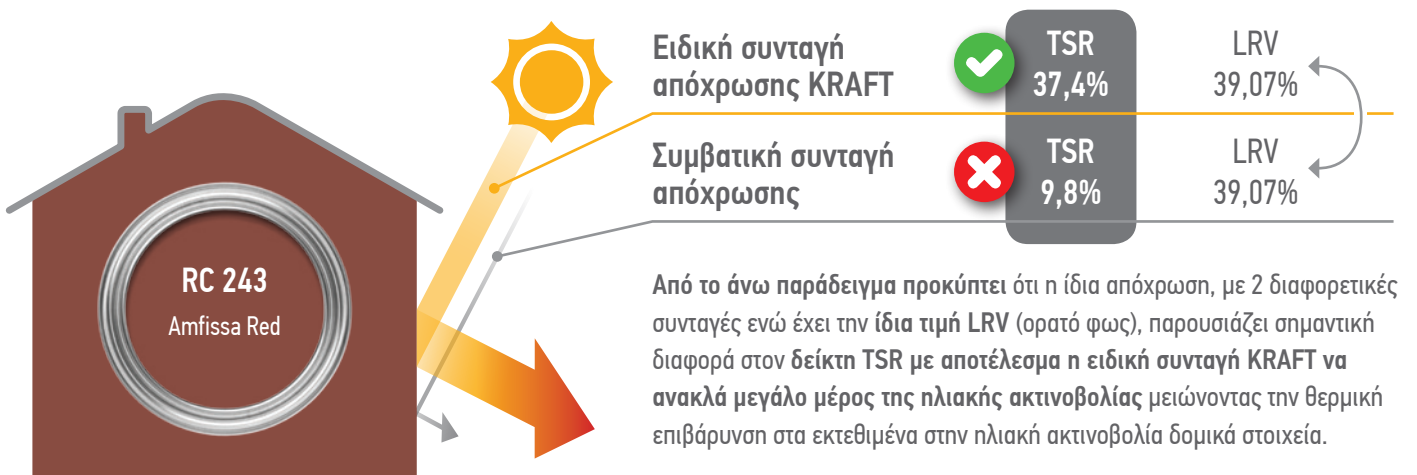 Ειδική συνταγή
απόχρωσης KRAFT
TSR
37,4%
LRV
39,07%
Συμβατική συνταγή
απόχρωσης
TSR
9,8%
LRV
39,07%
RC 243
Amfissa Red
Από το άνω παράδειγμα προκύπτει ότι η ίδια απόχρωση, με 2 διαφορετικές
συνταγές ενώ έχει την ίδια τιμή LRV (ορατό φως), παρουσιάζει σημαντική
διαφορά στον δείκτη TSR με αποτέλεσμα η ειδική συνταγή KRAFT να
ανακλά μεγάλο μέρος της ηλιακής ακτινοβολίας μειώνοντας την θερμική
επιβάρυνση στα εκτεθιμένα στην ηλιακή ακτινοβολία δομικά στοιχεία.